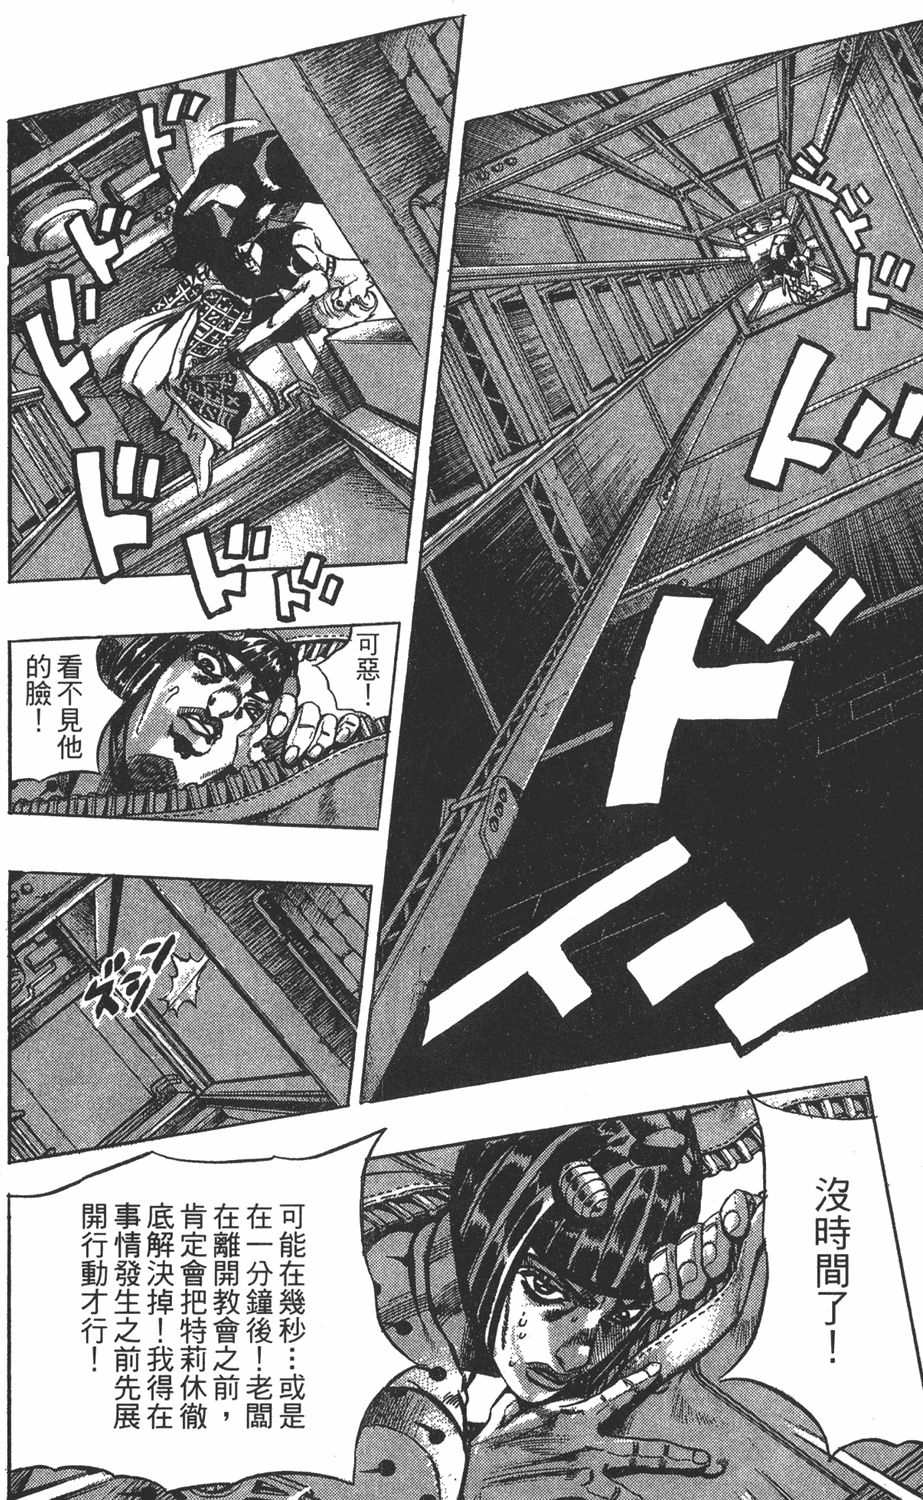 ドドド
ドド
ドド
ドド
ドド
ド
ド
ド
ドド
可惡！
看不見他
的臉！
ズシン
沒時間了！
可能在幾秒…或是
在一分鐘後！老闆
在離開教會之前，
肯定會把特莉休徹
底解決掉！我得在
事情發生之前先展
開行動才行！